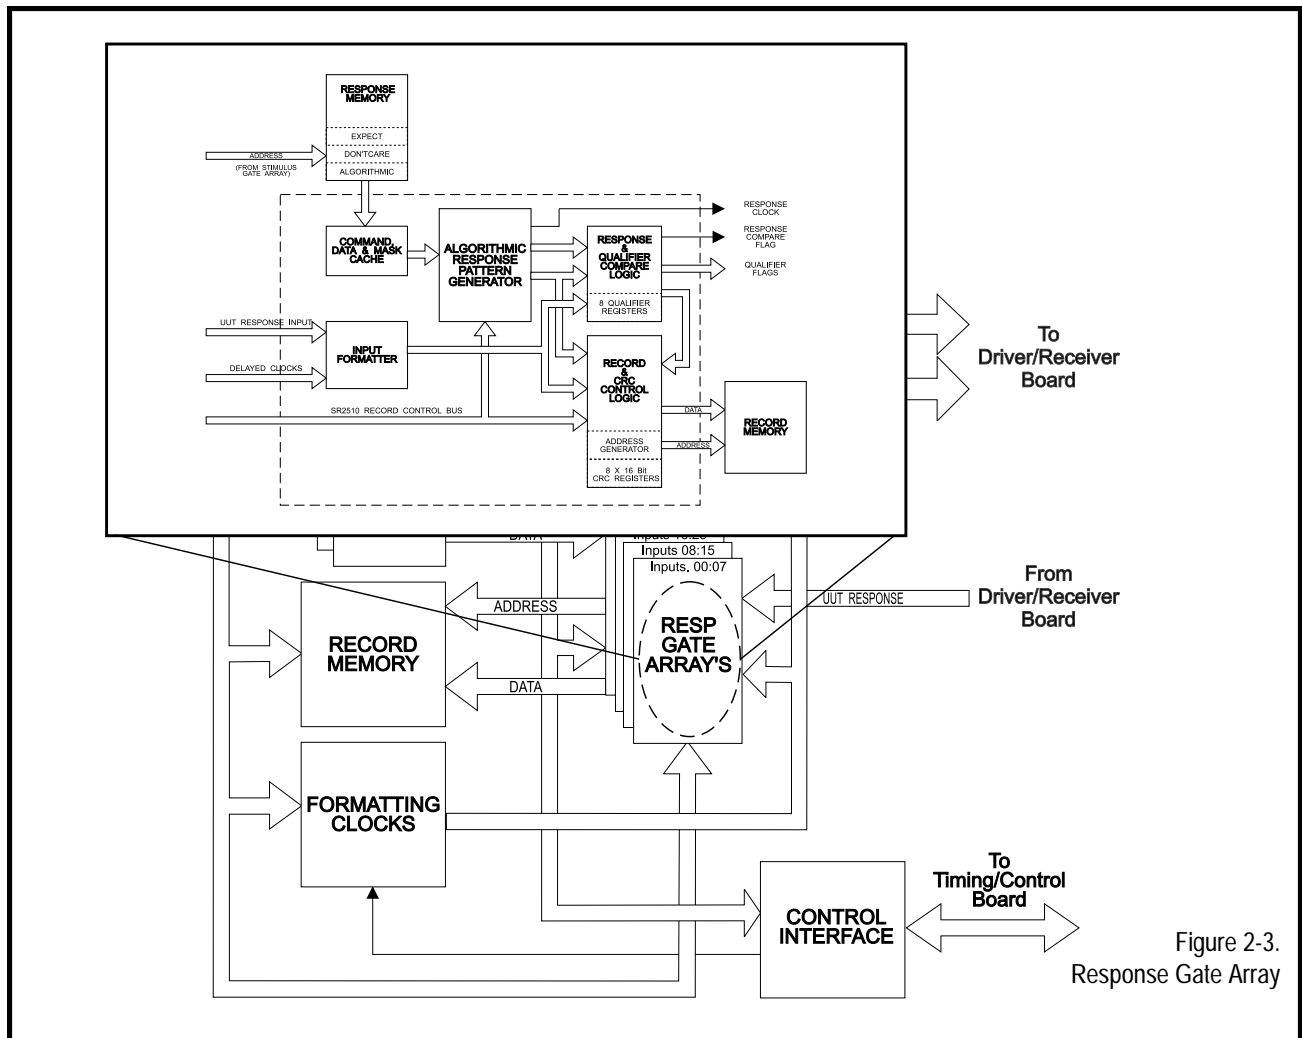 RESPONSE
MEMORY
EXPECT
DON'TCARE
ALGORITHMIC
ADDRESS
(FROM STIMULUS
GATE ARRAY)
COMMAND,
DATA & MASK
CACHE
ALGORITHMIC
RESPONSE
PATTERN
GENERATOR
RESPONSE
&
QUALIFIER
COMPARE
LOGIC
8 QUALIFIER
REGISTERS
RESPONSE
CLOCK
RESPONSE
COMPARE
FLAG
QUALIFIER
FLAGS
UUT RESPONSE INPUT
INPUT
FORMATTER
DELAYED CLOCKS
SR2510 RECORD CONTROL BUS
RECORD
&
CRC
CONTROL
LOGIC
ADDRESS
GENERATOR
8 X 16 Bit
CRC REGISTERS
DATA
ADDRESS
RECORD
MEMORY
To
Driver/Receiver
Board
DATA
Inputs 08:15
Inputs. 00:07
ADDRESS
RECORD
MEMORY
DATA
RESP
GATE
ARRAY'S
UUT RESPONSE
From
Driver/Receiver
Board
FORMATTING
CLOCKS
CONTROL
INTERFACE
To
Timing/Control
Board
Figure 2-3.
Response Gate Array